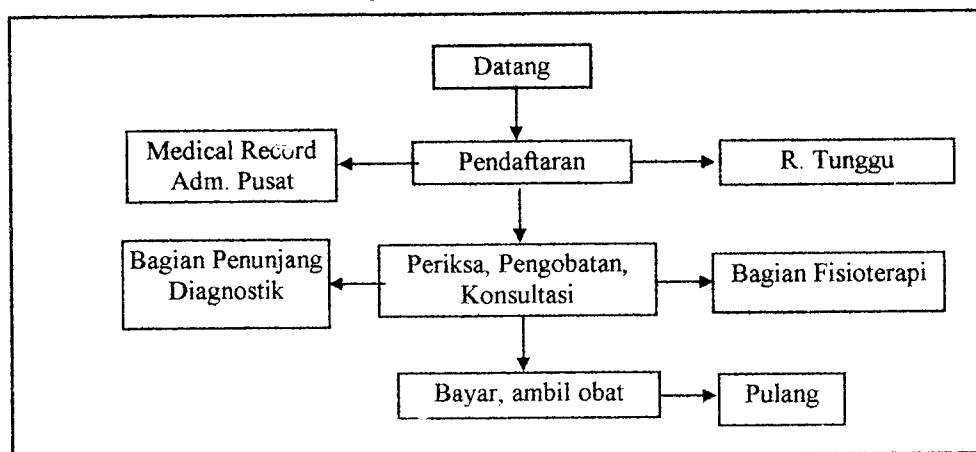 Datang
Medical Record
Adm. Pusat
Pendaftaran
R. Tunggu
Bagian Penunjang
Diagnostik
Periksa, Pengobatan,
Konsultasi
Bagian Fisioterapi
Bayar, ambil obat
Pulang